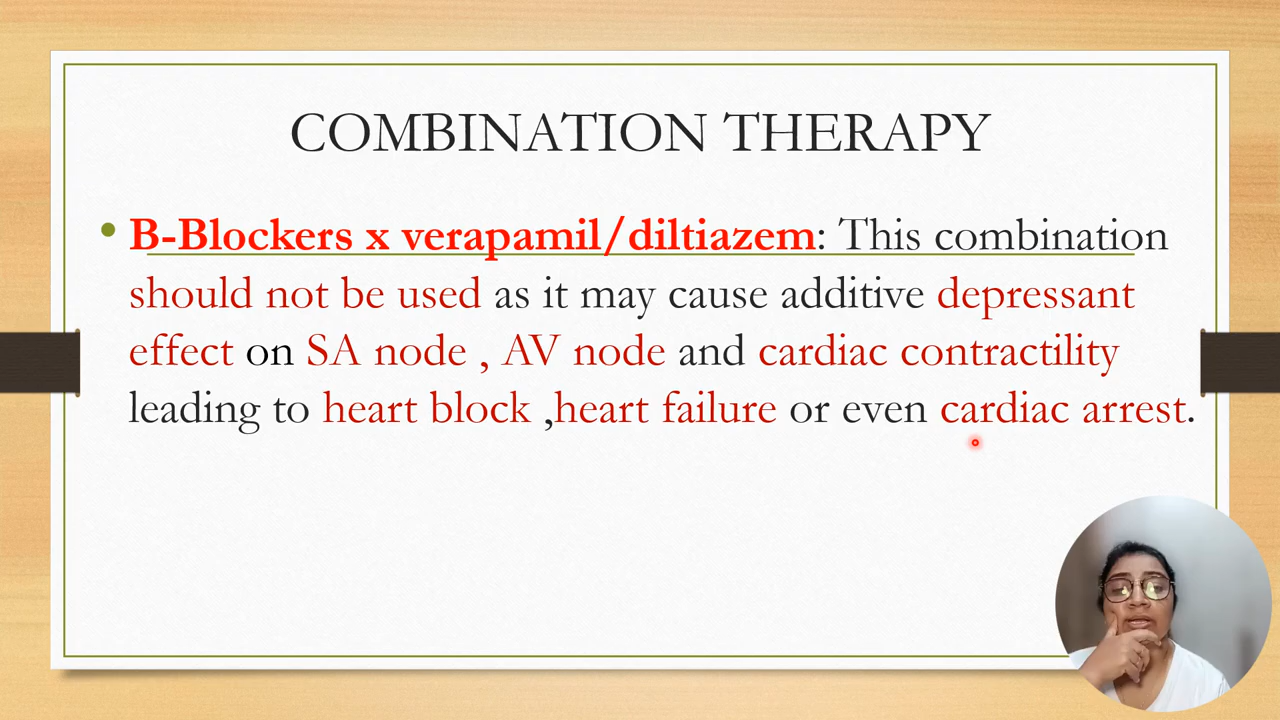 COMBINATION THERAPY
• B-Blockers x verapamil/diltiazem: This combination
should not be used as it may cause additive depressant
effect on SA node , AV node and cardiac contractility
leading to heart block ,heart failure or even cardiac arrest.